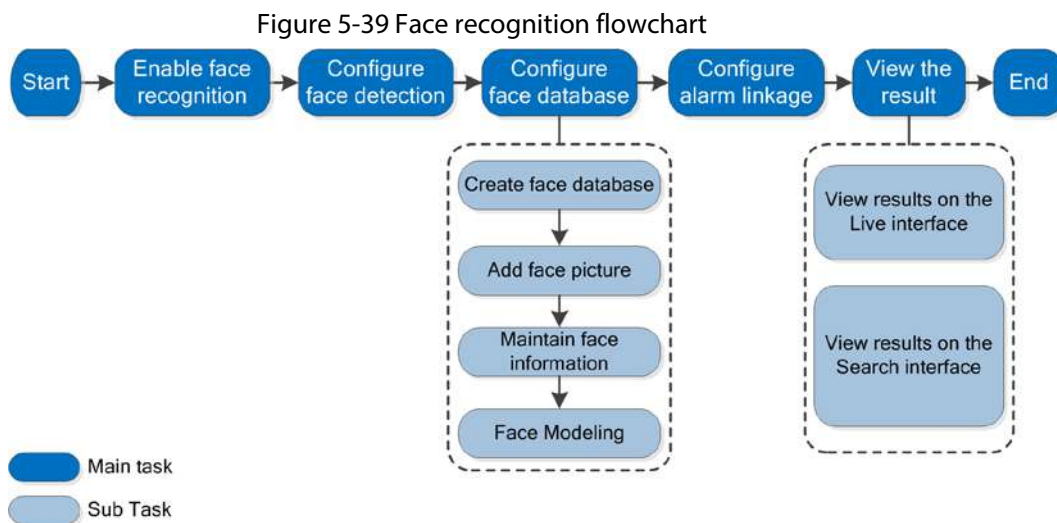 Figure 5-39 Face recognition flowchart
Start
Enable face
recognition
Configure
face detection
Configure
face database
Configure
alarm linkage
View the
result
End
Create face database
Add face picture
Maintain face
information
Face Modeling
View results on the
Live interface
View results on the
Search interface
Main task
Sub Task